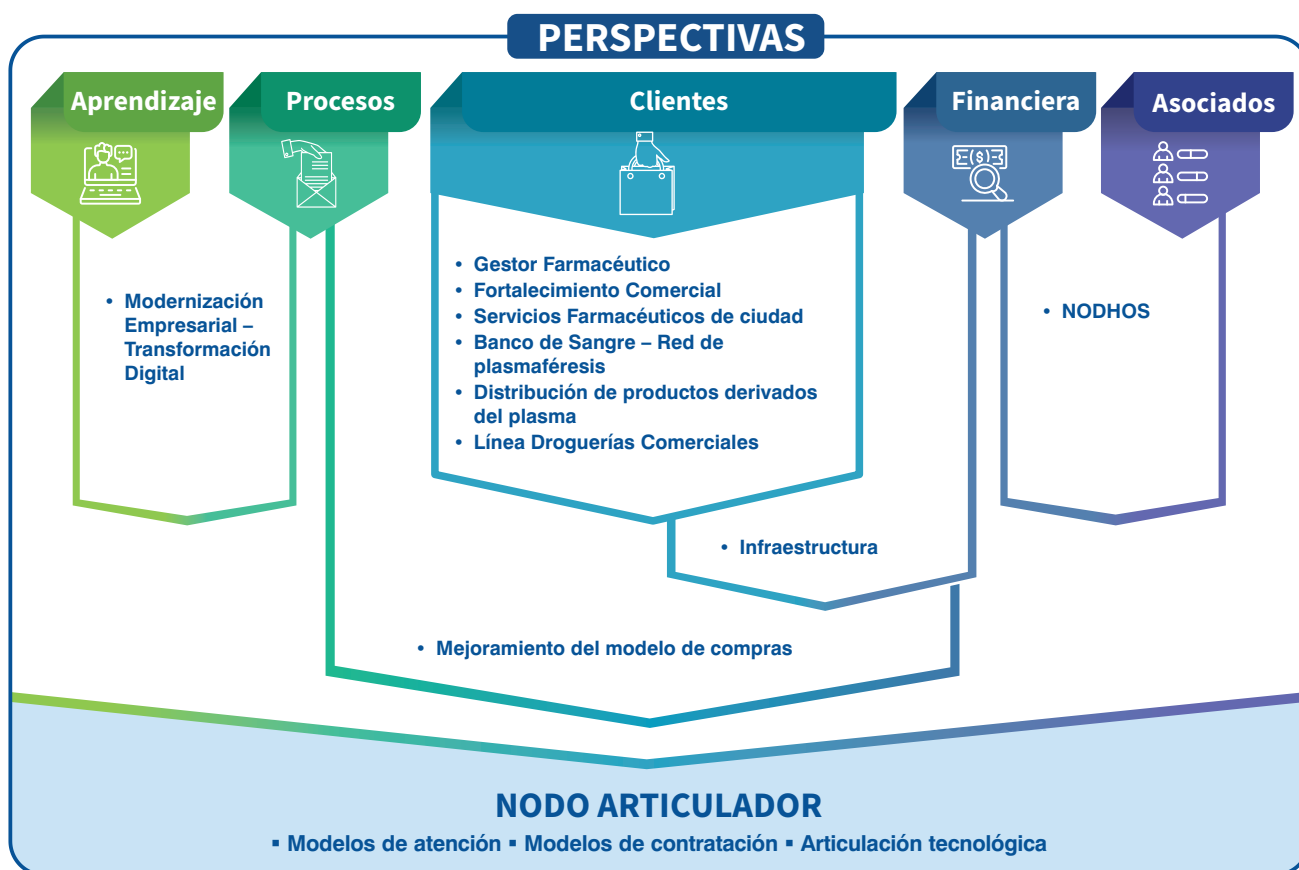 PERSPECTIVAS
Aprendizaje
Procesos
Clientes
Financiera
Asociados
Σ($)Ξ
• Modernización
Empresarial –
Transformación
Digital
• Gestor Farmacéutico
• Fortalecimiento Comercial
• Servicios Farmacéuticos de ciudad
• Banco de Sangre – Red de
plasmaféresis
• Distribución de productos derivados
del plasma
• Línea Droguerías Comerciales
• NODHOS
• Infraestructura
• Mejoramiento del modelo de compras
NODO ARTICULADOR
▪ Modelos de atención ▪ Modelos de contratación ▪ Articulación tecnológica